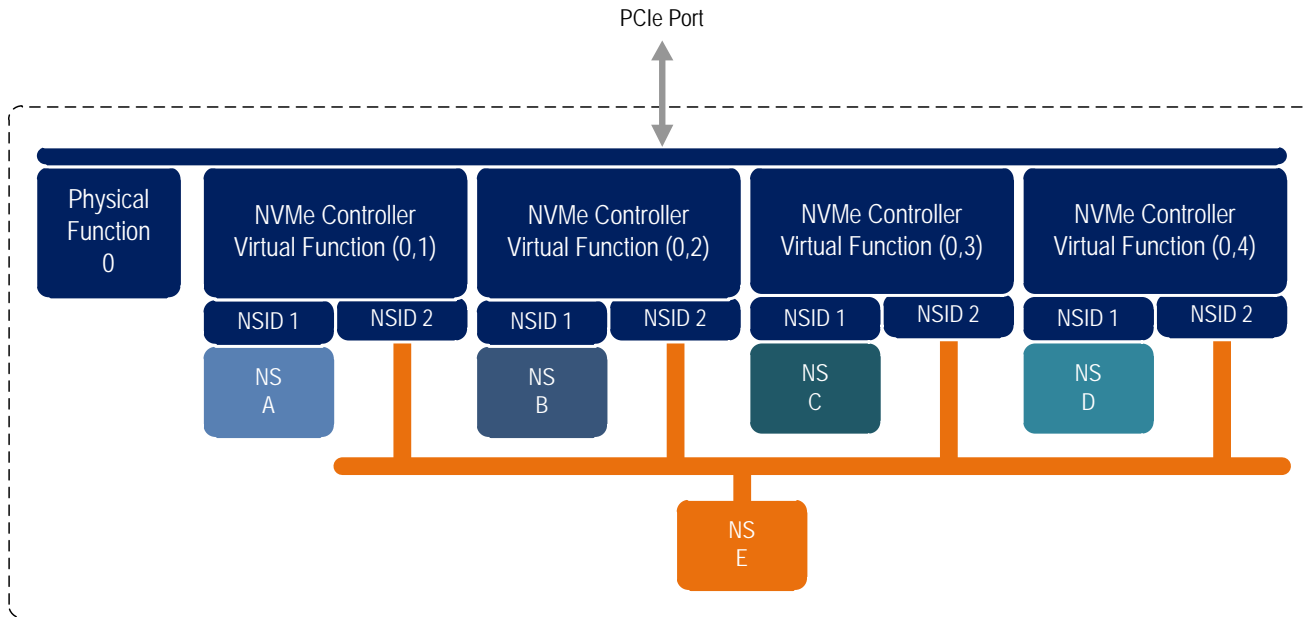 PCIe Port
Physical
Function
0
NVMe Controller
Virtual Function (0,1)
NVMe Controller
Virtual Function (0,2)
NVMe Controller
Virtual Function (0,3)
NVMe Controller
Virtual Function (0,4)
NSID 1
NSID 2
NSID 1
NSID 2
NSID 1
NSID 2
NSID 1
NSID 2
NS
A
NS
B
NS
C
NS
D
NS
E